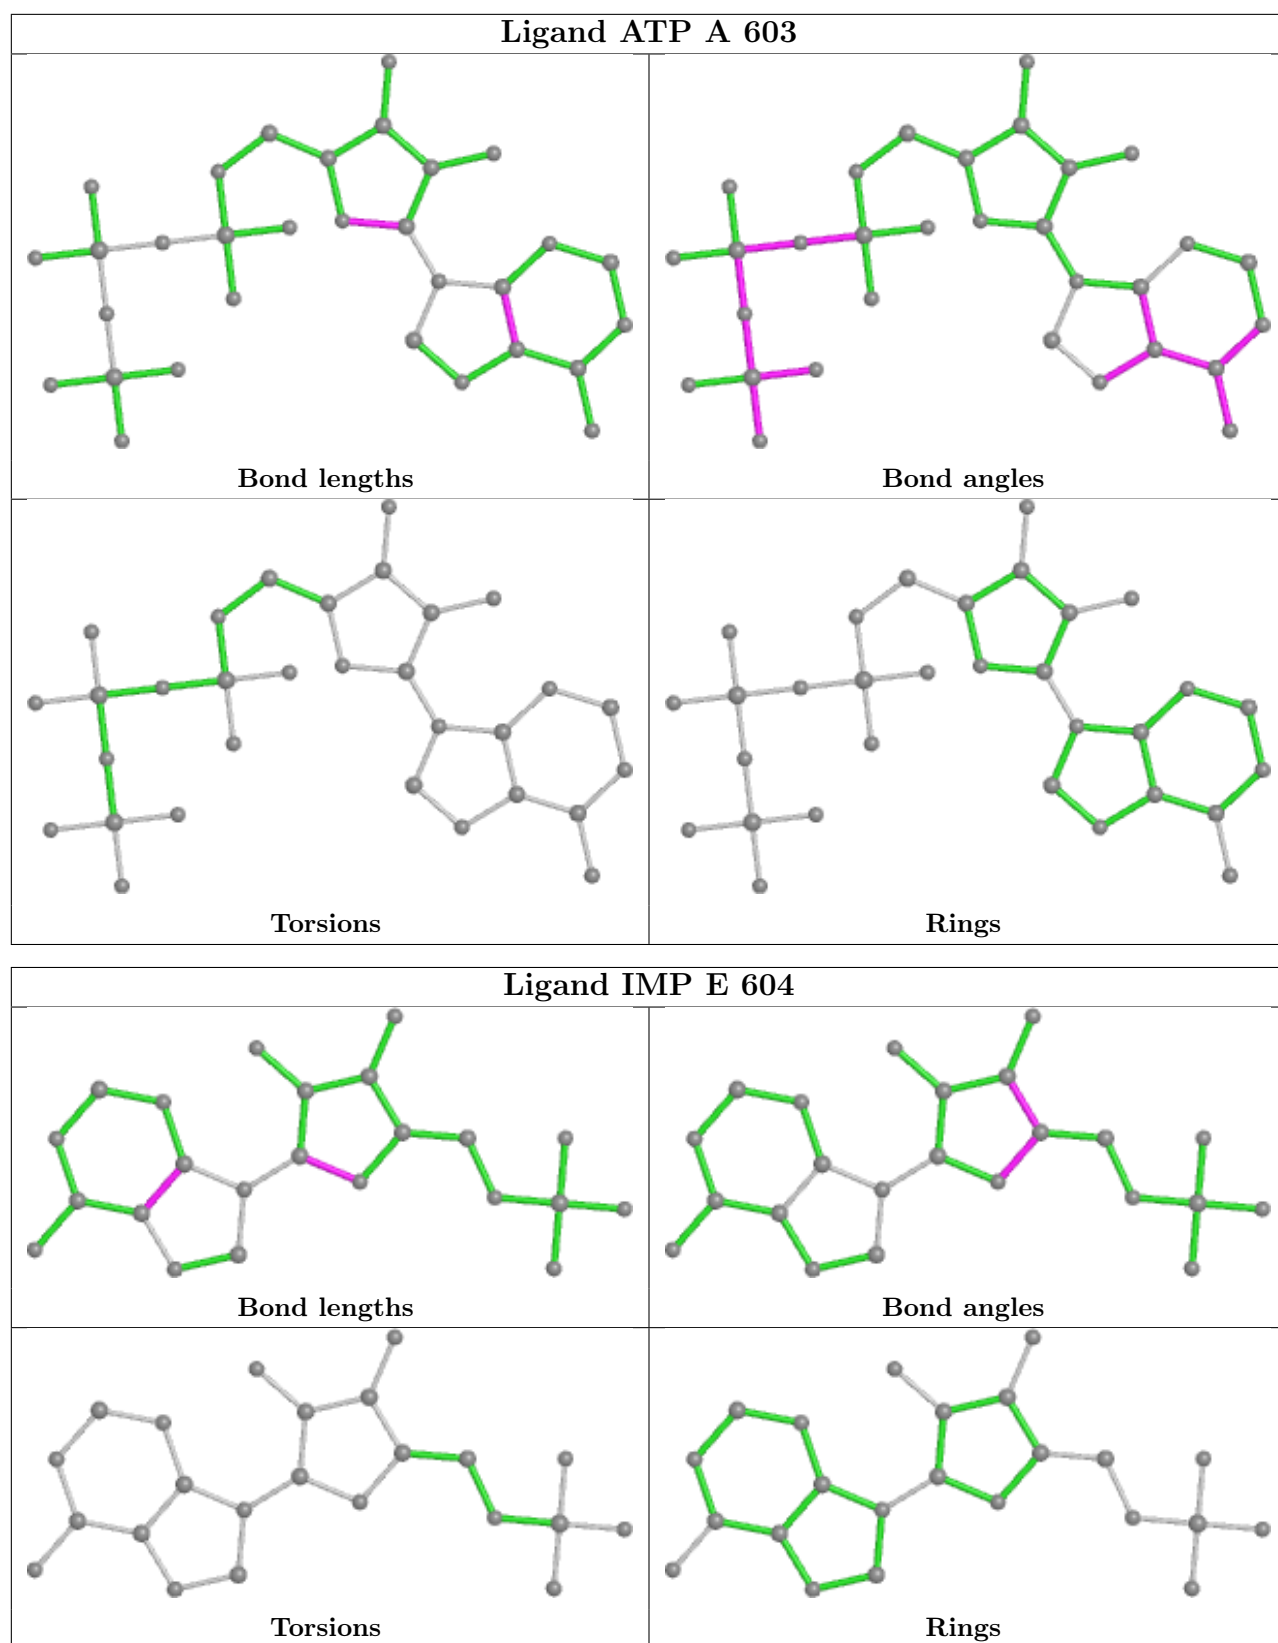 Ligand ATP A 603
Bond lengths
Bond angles
Torsions
Rings
Ligand IMP E 604
Bond lengths
Bond angles
Torsions
Rings